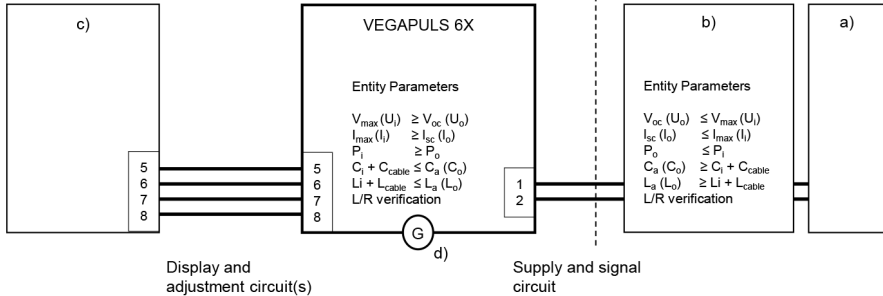 c)
VEGAPULS 6X
b)
a)
Entity Parameters
Vmax (Ui) ≥ Voc (Uo)
Imax (Ii) ≥ Isc (Io)
Pi ≥ Po
Ci + Ccable ≤ Ca (Co)
Li + Lcable ≤ La (Lo)
L/R verification
Entity Parameters
Voc (Uo) ≤ Vmax (Ui)
Isc (Io) ≤ Imax (Ii)
Po ≤ Pi
Ca (Co) ≥ Ci + Ccable
La (Lo) ≥ Li + Lcable
L/R verification
5
6
7
8
5
6
7
8
1
2
G
d)
Display and
adjustment circuit(s)
Supply and signal
circuit